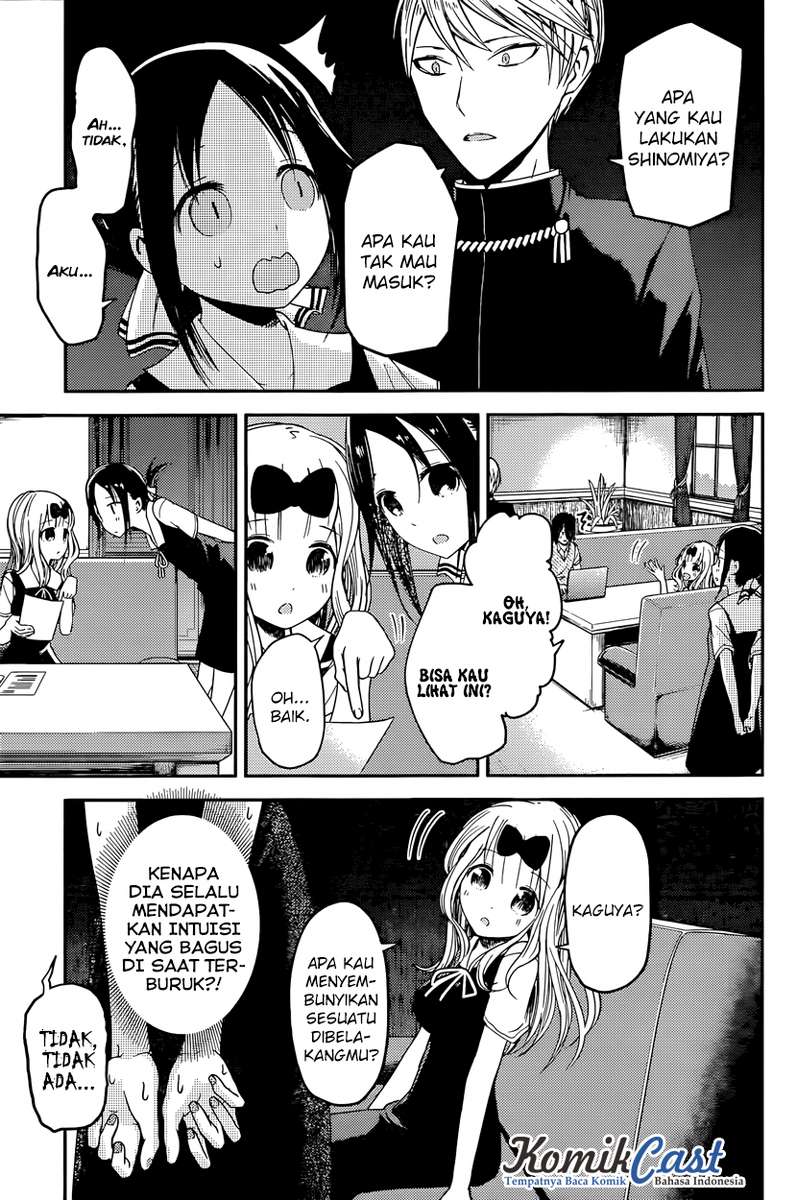 APA
YANG KAU
LAKUKAN
SHINOMIYA?
APA KAU
TAK MAU
MASUK?
AH...
TIDAK,
AKU...
OH,
KAGUYA!
BISA KAU
LIHAT INI?
OH...
BAIK.
KAGUYA?
APA KAU
MENYEM-
BUNYIKAN
SESUATU
DIBELA-
KANGMU?
KENAPA
DIA SELALU
MENDAPAT-
KAN INTUISI
YANG BAGUS
DI SAAT TER-
BURUK?!
TIDAK,
TIDAK
ADA...
KomikCast
Tempatnya Baca Komik Bahasa Indonesia